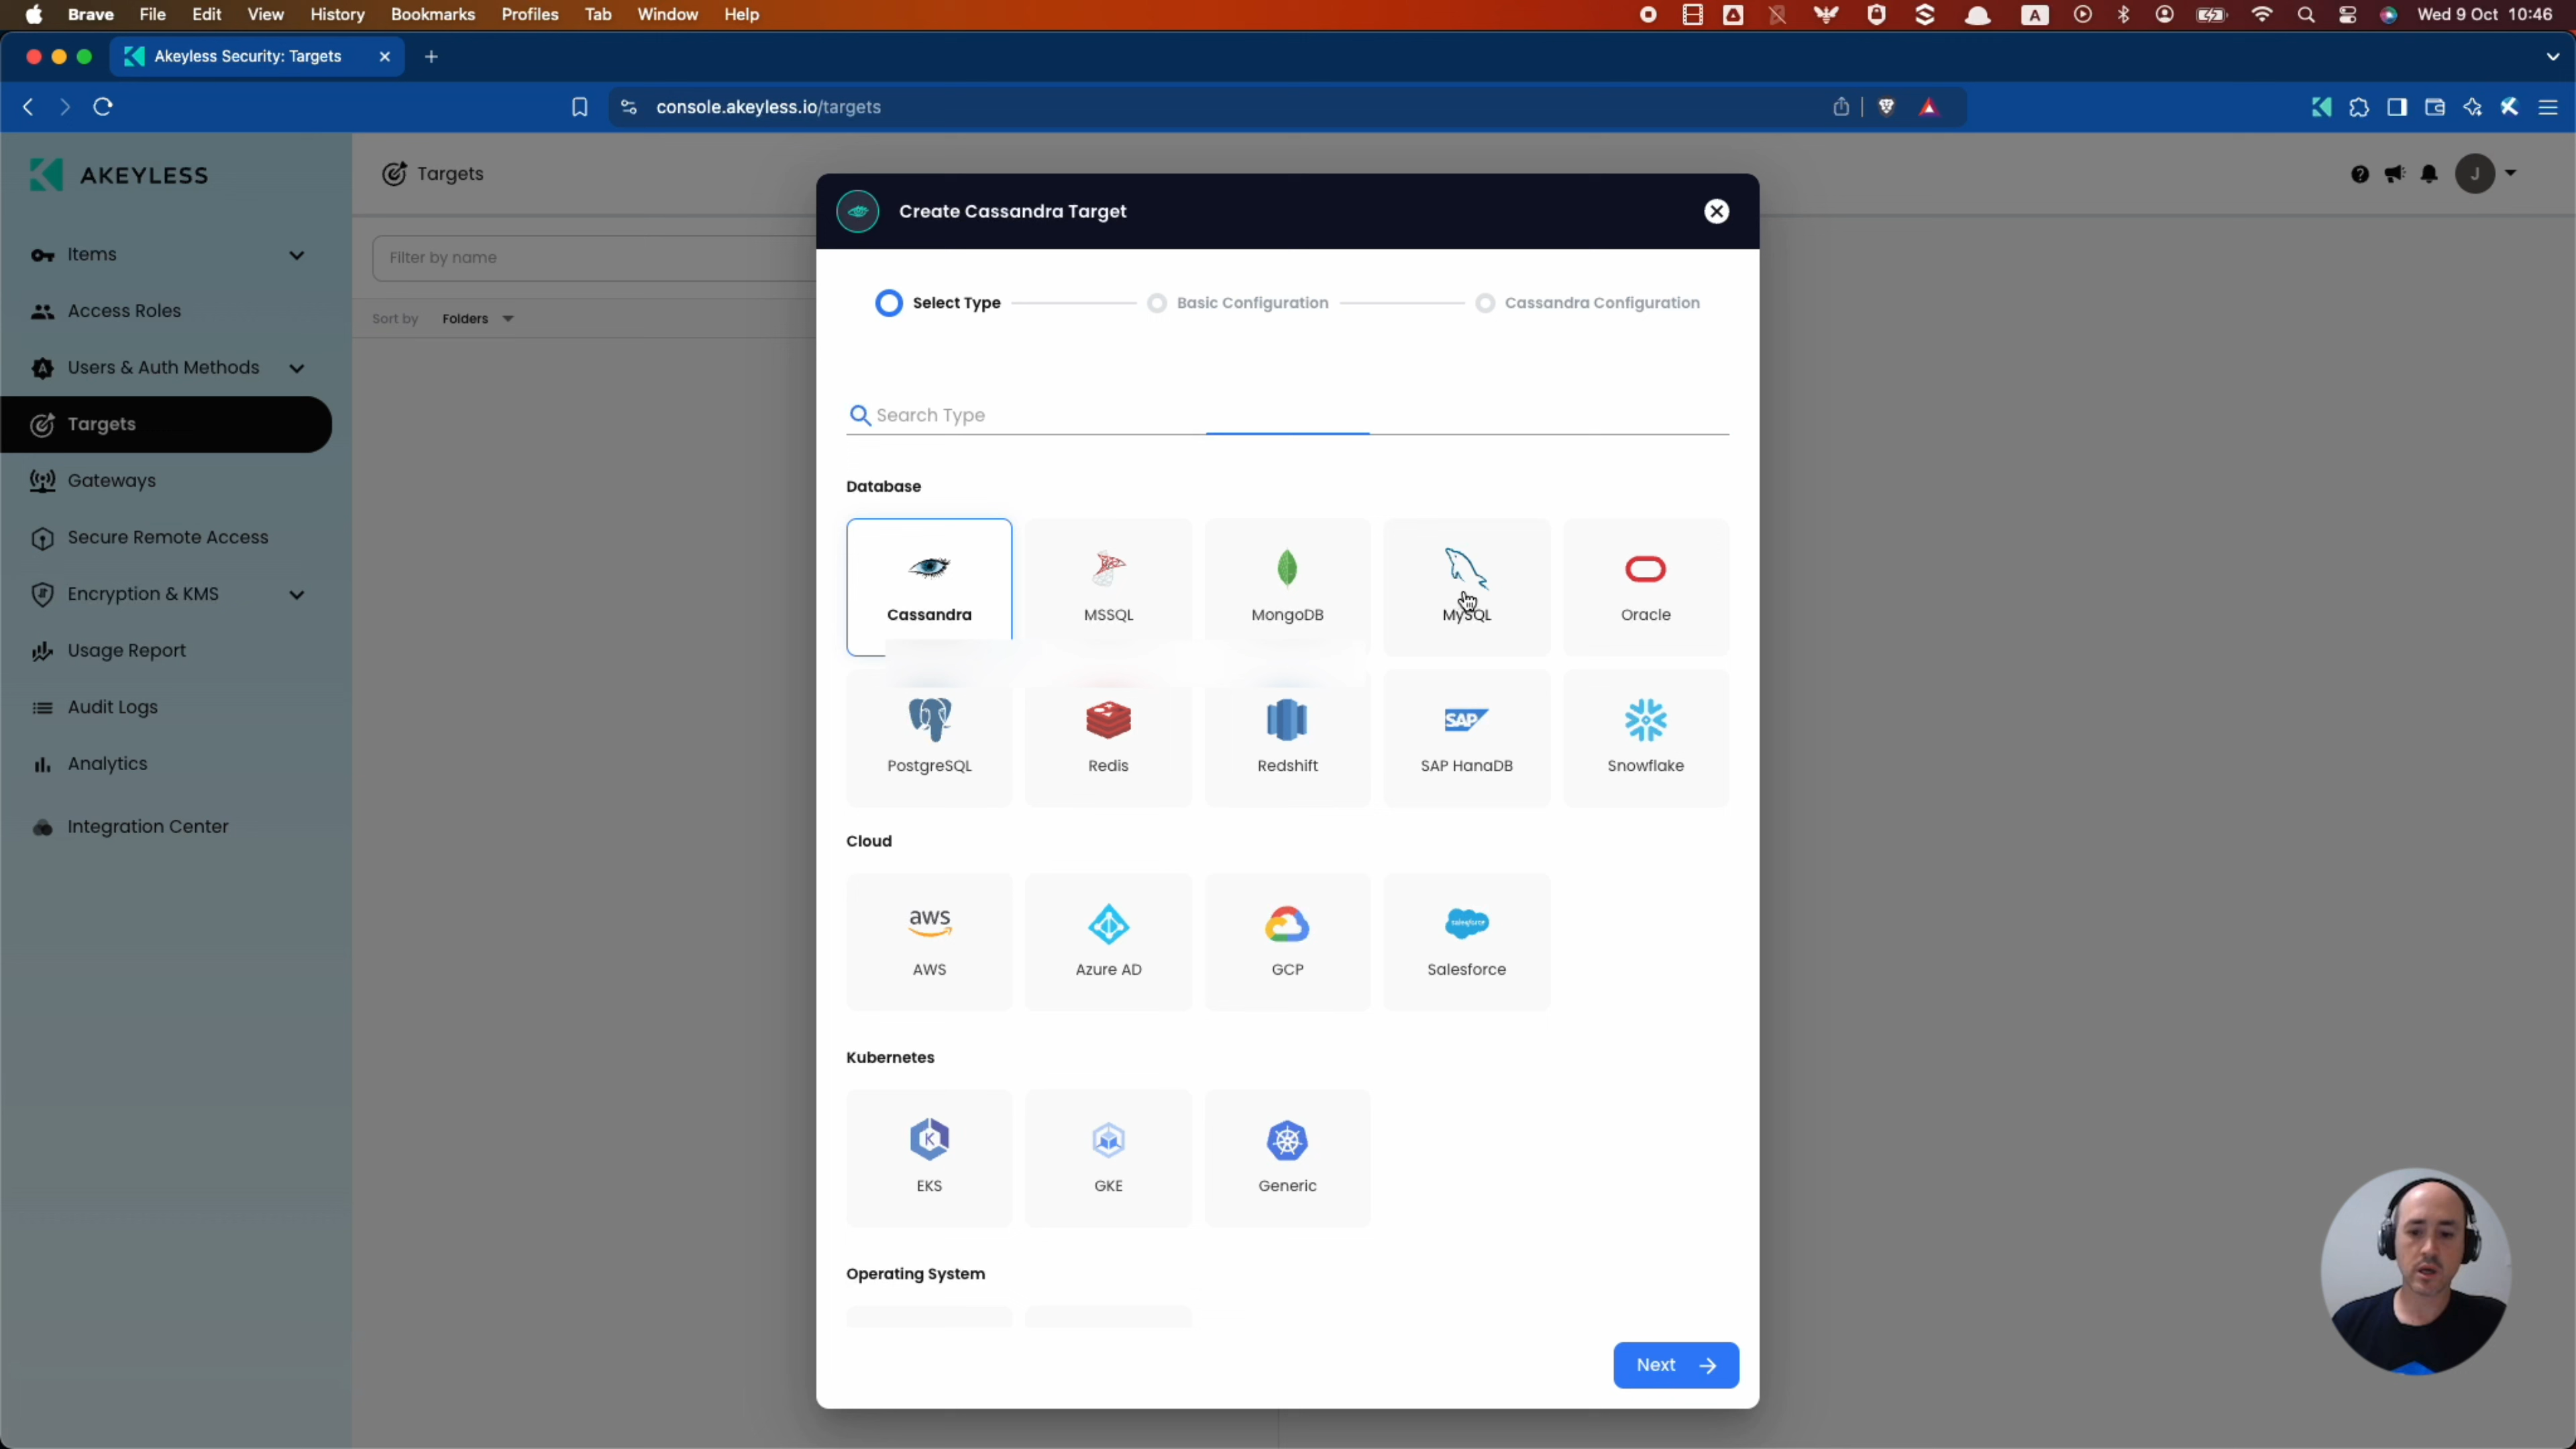 Brave File Edit View History Bookmarks Profiles Tab Window Help
A
Wed 9 Oct 10:46
Akeyless Security: Targets
console.akeyless.io/targets
AKEYLESS
Targets
J
Items
Access Roles
Users & Auth Methods
Targets
Gateways
Secure Remote Access
Encryption & KMS
Usage Report
Audit Logs
Analytics
Integration Center
Filter by name
Sort by Folders
Create Cassandra Target
Select Type
Basic Configuration
Cassandra Configuration
Search Type
Database
Cassandra
MSSQL
MongoDB
MySQL
Oracle
SAP
PostgreSQL
Redis
Redshift
SAP HanaDB
Snowflake
Cloud
aws
salesforce
AWS
Azure AD
GCP
Salesforce
Kubernetes
K
EKS
GKE
Generic
Operating System
Next